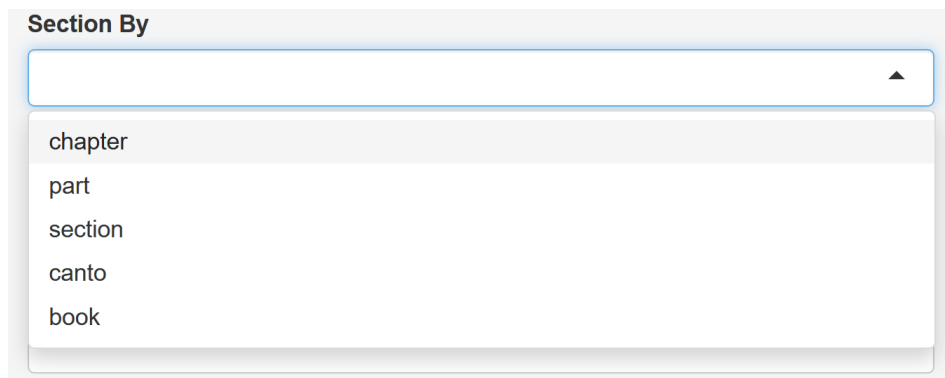 Section By
chapter
part
section
canto
book